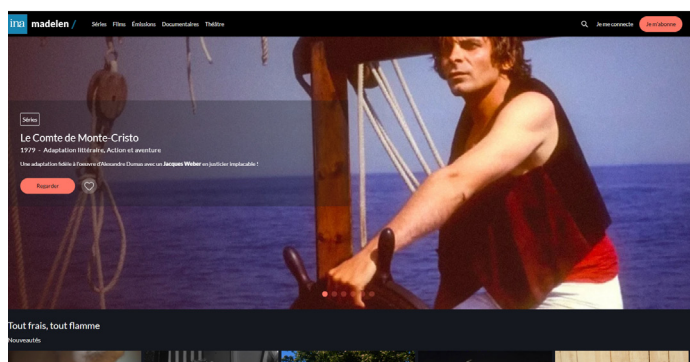 ina madelen / Séries Films Émissions Documentaires Théâtre Je me connecte Je m'abonne
Séries
Le Comte de Monte-Cristo
1979 - Adaptation littéraire, Action et aventure
Une adaptation fidèle à l'oeuvre d'Alexandre Dumas avec un Jacques Weber en justicier implacable !
Regarder
Tout frais, tout flamme
Nouveautés